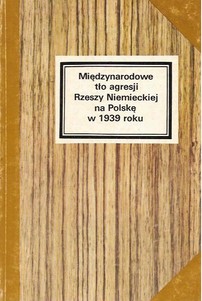 Międzynarodowe
tło agresji
Rzeszy Niemieckiej
na Polskę
w 1939 roku